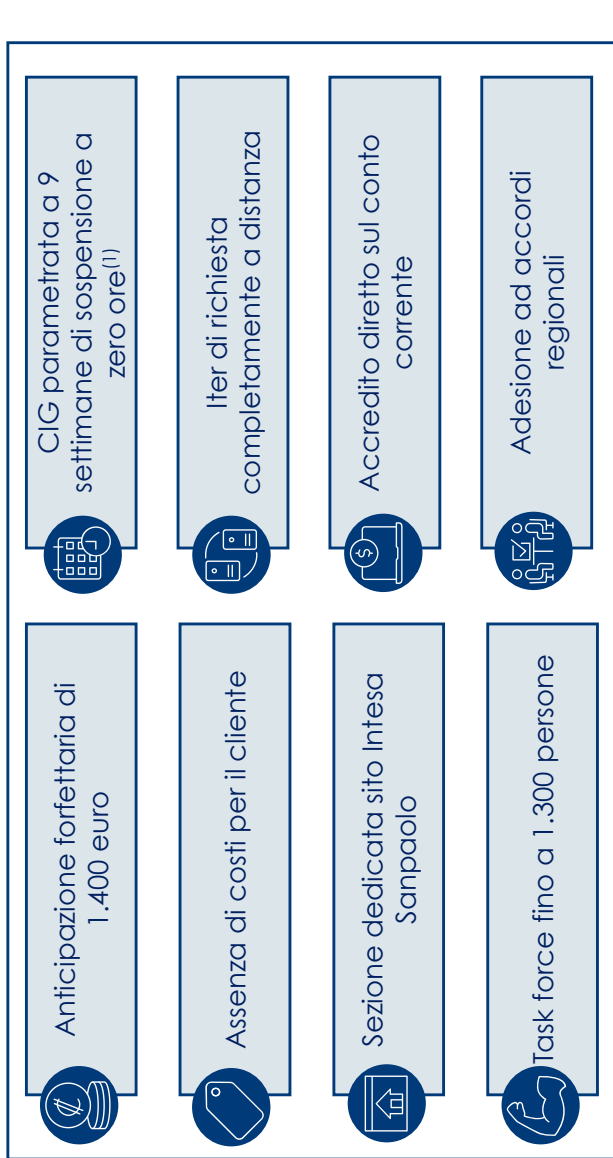 Anticipazione forfettaria di
1.400 euro
CIG parametrata a 9
settimane di sospensione a
zero ore(1)
Assenza di costi per il cliente
Iter di richiesta
completamente a distanza
Sezione dedicata sito Intesa
Sanpaolo
Accredito diretto sul conto
corrente
Task force fino a 1.300 persone
Adesione ad accordi
regionali